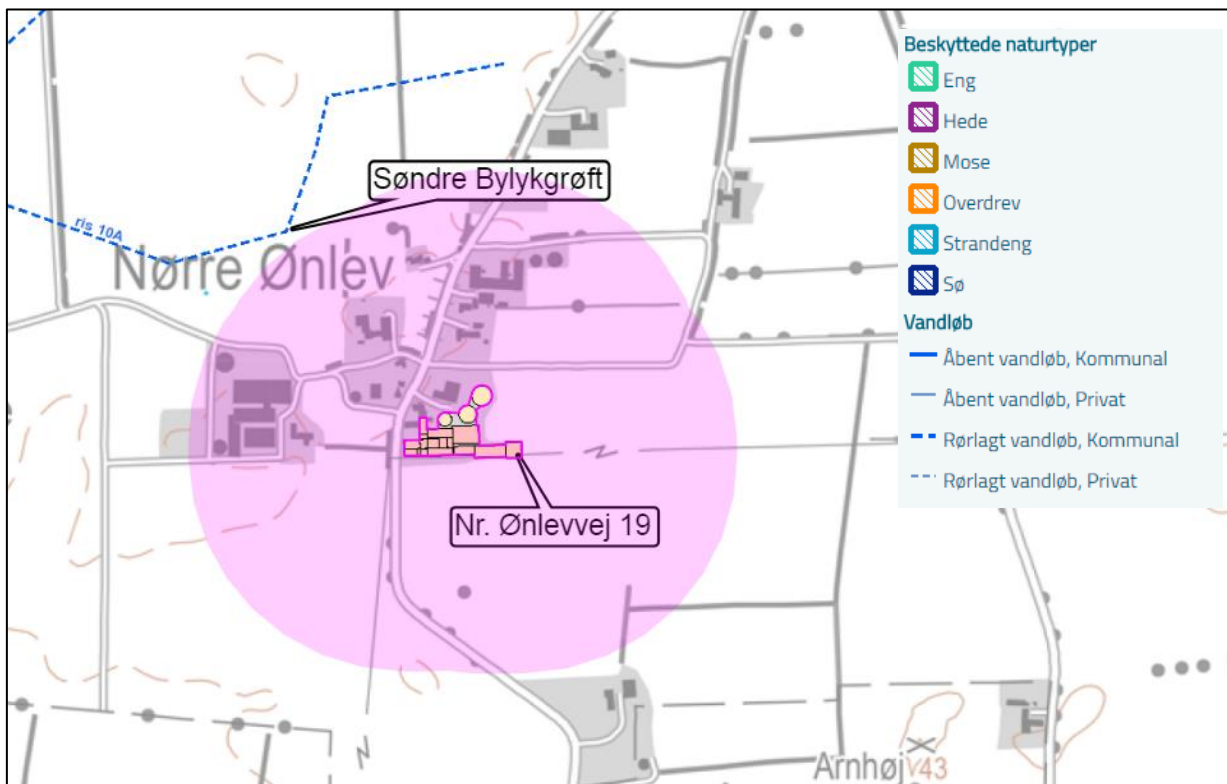 Søndre Bylykgrøft
ris 10A
Nørre Ønlev
Nr. Ønlevvej 19
Arnhøj
43
Beskyttede naturtyper
Eng
Hede
Mose
Overdrev
Strandeng
Sø
Vandløb
Åbent vandløb, Kommunal
Åbent vandløb, Privat
Rørlagt vandløb, Kommunal
Rørlagt vandløb, Privat